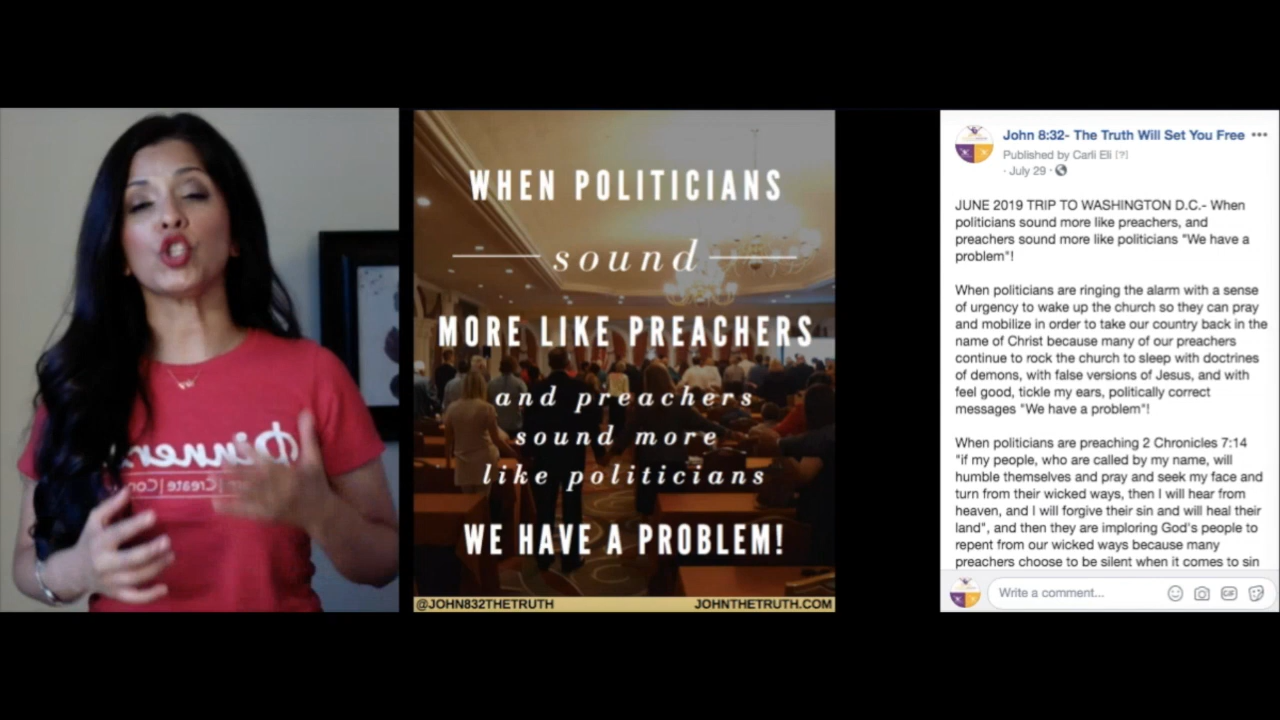 Dinner
Create | Con
WHEN POLITICIANS
sound
MORE LIKE PREACHERS
and preachers
sound more
like politicians
WE HAVE A PROBLEM!
@JOHN832THETRUTH JOHNTHETRUTH.COM
John 8:32- The Truth Will Set You Free
Published by Carli Eli [?]
· July 29 ·
JUNE 2019 TRIP TO WASHINGTON D.C.- When
politicians sound more like preachers, and
preachers sound more like politicians "We have a
problem"!
When politicians are ringing the alarm with a sense
of urgency to wake up the church so they can pray
and mobilize in order to take our country back in the
name of Christ because many of our preachers
continue to rock the church to sleep with doctrines
of demons, with false versions of Jesus, and with
feel good, tickle my ears, politically correct
messages "We have a problem"!
When politicians are preaching 2 Chronicles 7:14
"if my people, who are called by my name, will
humble themselves and pray and seek my face and
turn from their wicked ways, then I will hear from
heaven, and I will forgive their sin and will heal their
land", and then they are imploring God's people to
repent from our wicked ways because many
preachers choose to be silent when it comes to sin
Write a comment...
GIF